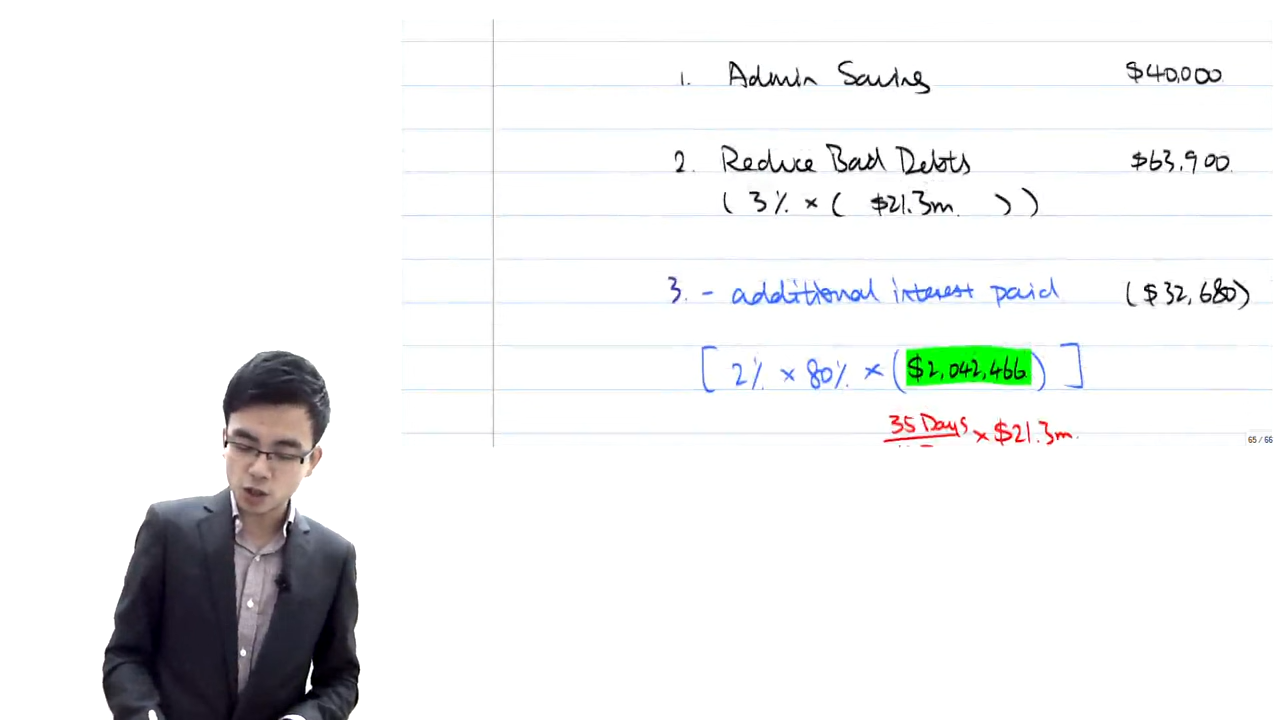 1. Admin Saving $40,000
2. Reduce Bad Debts $63,900.
( 3% × ( $21.3m. ) )
3. - additional interest paid ($32,680)
[ 2% × 80% × ($2,042,466) ]
35 Days × $21.3m.
65 / 66